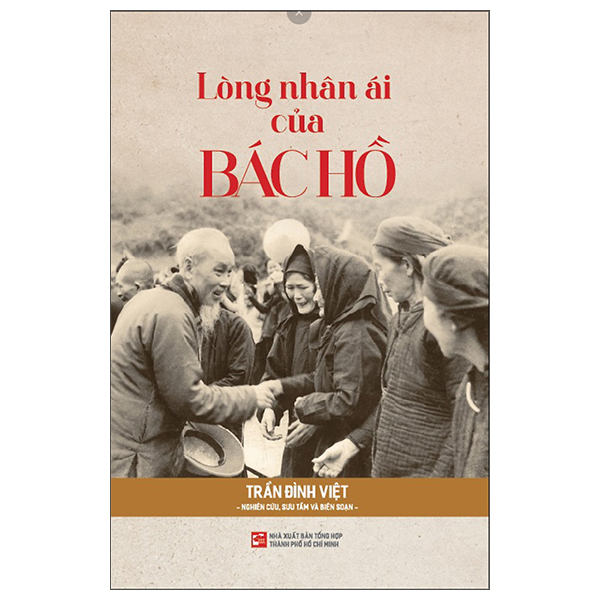 Lòng nhân ái
của
BÁC HỒ
TRẦN ĐÌNH VIỆT
- NGHIÊN CỨU, SƯU TẦM VÀ BIÊN SOẠN -
NHÀ XUẤT BẢN TỔNG HỢP
THÀNH PHỐ HỒ CHÍ MINH